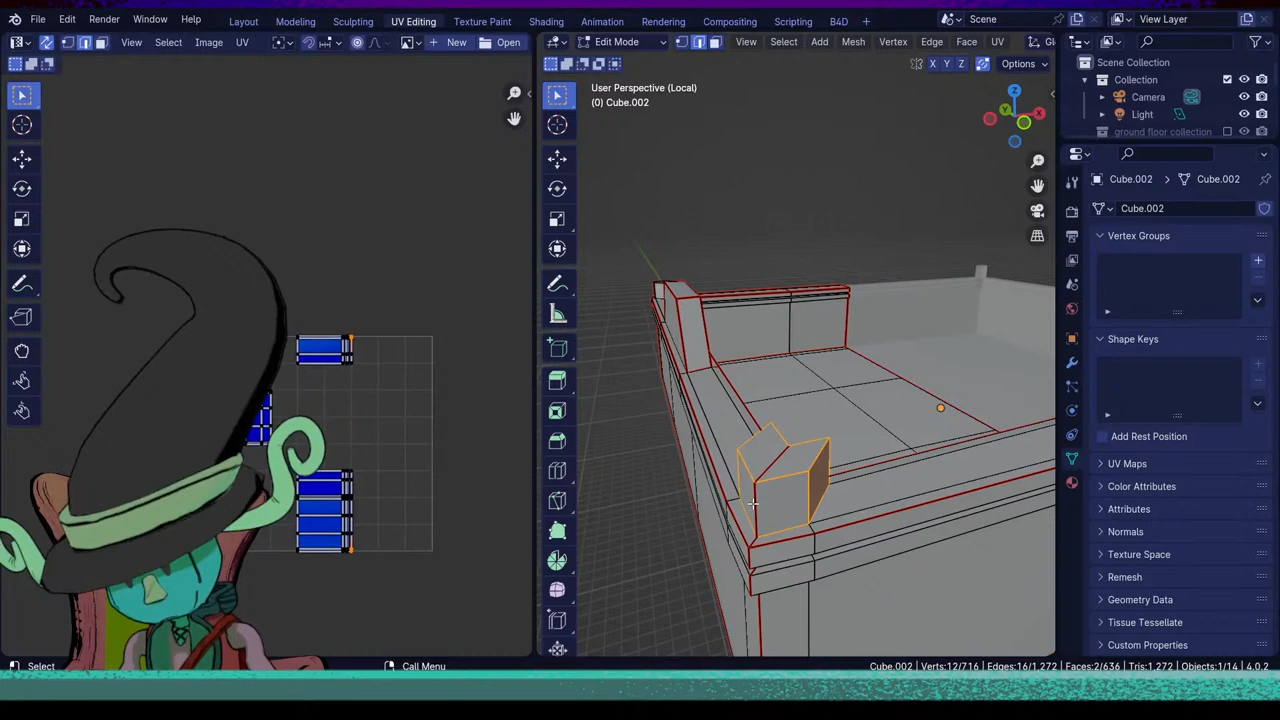 File Edit Render Window Help Layout Modeling Sculpting UV Editing Texture Paint Shading Animation Rendering Compositing Scripting B4D + Scene View Layer
View Select Image UV New Open
Edit Mode View Select Add Mesh Vertex Edge Face UV Gl
X Y Z Options
User Perspective (Local)
(0) Cube.002
Z
Y
X
Scene Collection
Collection
Camera
Light
ground floor collection
Cube.002 > Cube.002
Cube.002
Vertex Groups
Shape Keys
Add Rest Position
UV Maps
Color Attributes
Attributes
Normals
Texture Space
Remesh
Geometry Data
Tissue Tessellate
Custom Properties
Select
Call Menu
Cube.002 | Verts:12/716 | Edges:16/1,272 | Faces:2/636 | Tris:1,272 | Objects:1/14 | 4.0.2